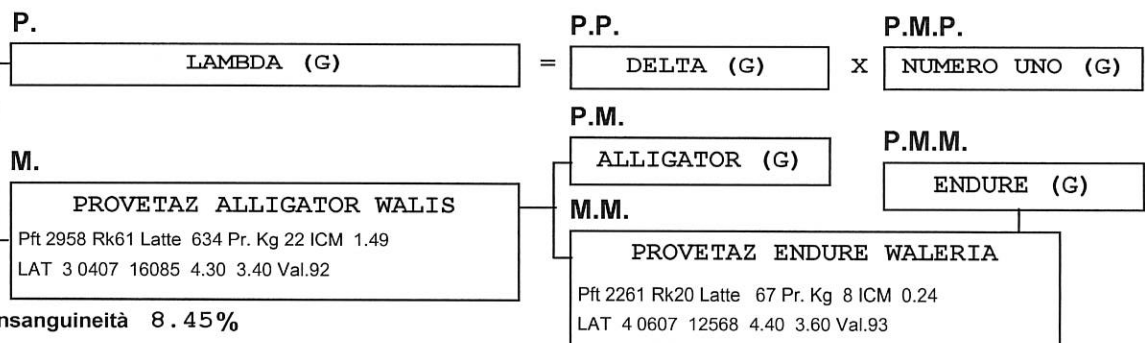 P.
LAMBDA (G)
=
P.P.
DELTA (G)
X
P.M.P.
NUMERO UNO (G)
M.
PROVETAZ ALLIGATOR WALIS
Pft 2958 Rk61 Latte 634 Pr. Kg 22 ICM 1.49
LAT 3 0407 16085 4.30 3.40 Val.92
P.M.
ALLIGATOR (G)
P.M.M.
ENDURE (G)
M.M.
PROVETAZ ENDURE WALERIA
Pft 2261 Rk20 Latte 67 Pr. Kg 8 ICM 0.24
LAT 4 0607 12568 4.40 3.60 Val.93
nsanguineità 8.45%